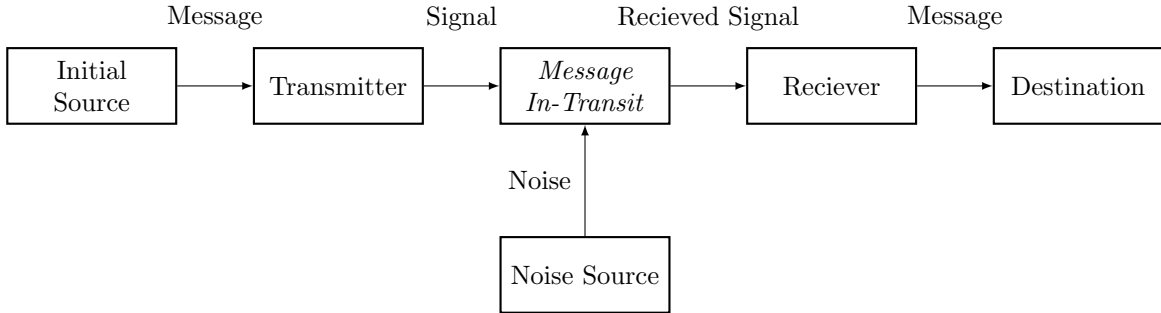 Message
Signal
Recieved Signal
Message
Initial
Source
Transmitter
Message
In-Transit
Reciever
Destination
Noise
Noise Source